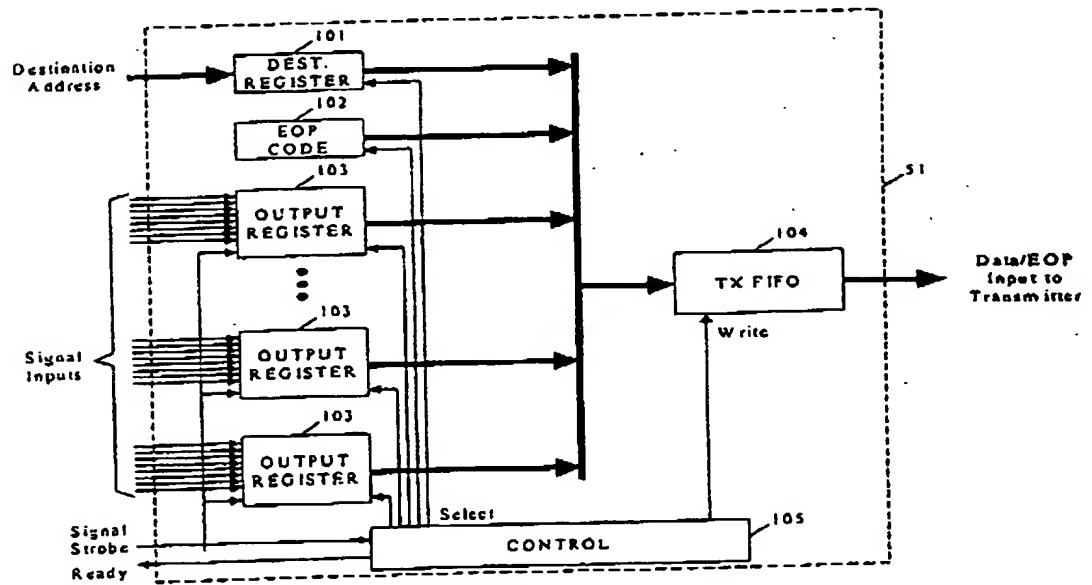 101
Destination
Address
DEST.
REGISTER
102
EOP
CODE
103
OUTPUT
REGISTER
51
104
TX FIFO
Data/EOP
Input to
Transmitter
Write
103
OUTPUT
REGISTER
Signal
Inputs
103
OUTPUT
REGISTER
Signal
Strobe
Ready
Select
CONTROL
105